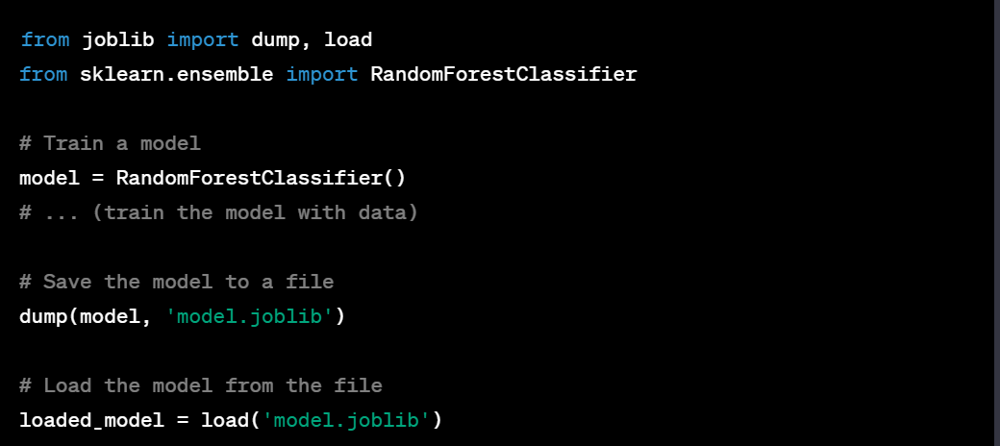 from joblib import dump, load
from sklearn.ensemble import RandomForestClassifier
# Train a model
model = RandomForestClassifier()
# ... (train the model with data)
# Save the model to a file
dump(model, 'model.joblib')
# Load the model from the file
loaded_model = load('model.joblib')